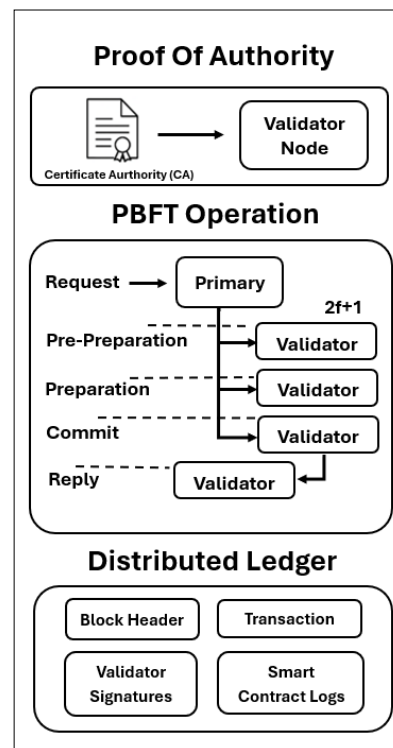 Proof Of Authority
Validator
Node
Certificate Aurthority (CA)
PBFT Operation
Request
Primary
2f+1
Pre-Preparation
Validator
Preparation
Validator
Commit
Validator
Reply
Validator
Distributed Ledger
Block Header
Transaction
Validator
Signatures
Smart
Contract Logs